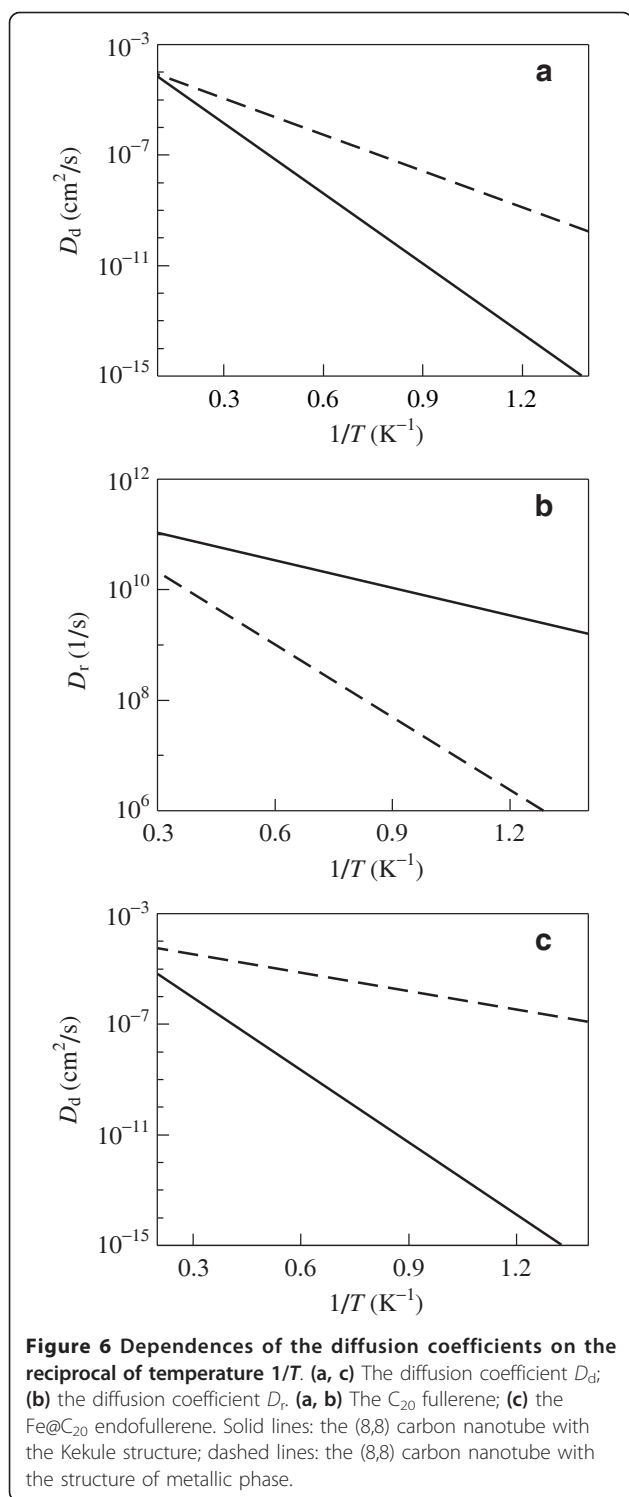 10⁻³
a
10⁻⁷
D_d (cm²/s)
10⁻¹¹
10⁻¹⁵
0.3 0.6 0.9 1.2
1/T (K⁻¹)
10¹²
b
10¹⁰
D_r (1/s)
10⁸
10⁶
0.3 0.6 0.9 1.2
1/T (K⁻¹)
10⁻³
c
10⁻⁷
D_d (cm²/s)
10⁻¹¹
10⁻¹⁵
0.3 0.6 0.9 1.2
1/T (K⁻¹)
Figure 6 Dependences of the diffusion coefficients on the
reciprocal of temperature 1/T. (a, c) The diffusion coefficient D_d;
(b) the diffusion coefficient D_r. (a, b) The C₂₀ fullerene; (c) the
Fe@C₂₀ endofullerene. Solid lines: the (8,8) carbon nanotube with
the Kekule structure; dashed lines: the (8,8) carbon nanotube with
the structure of metallic phase.